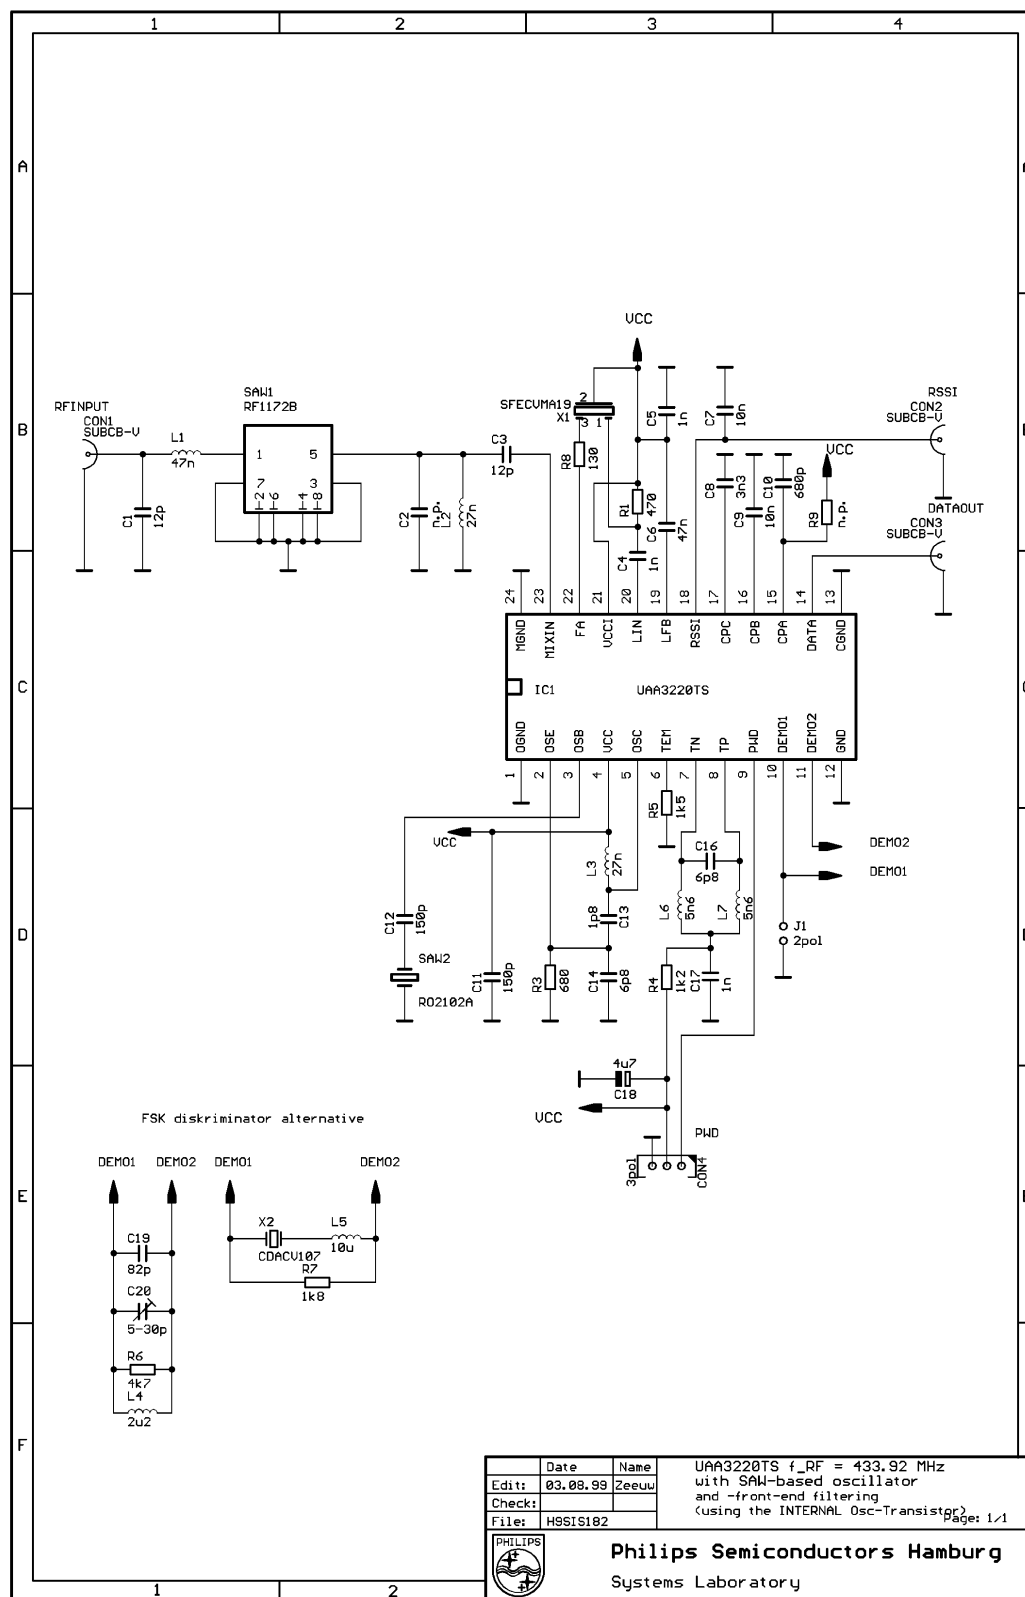 1 2 3 4
A A
VCC
SAW1
RF1172B
RFINPUT
CON1
SUBCB-V
L1
47n
1 5
7 3
2 6 4 8
C1 12p
C2 n.p.
L2 27n
C3
12p
SFECVMA19
X1
2
3 1
R8 130
R1 470
C4 1n
C5 1n
C6 47n
C7 10n
C8 3n3
C9 10n
C10 680p
VCC
R9 n.p.
RSSI
CON2
SUBCB-V
DATAOUT
CON3
SUBCB-V
B B
24 23 22 21 20 19 18 17 16 15 14 13
MGND MIXIN FA VCCI LIN LFB RSSI CPC CPB CPA DATA CGND
C IC1 UAA3220TS C
OGND OSE OSB VCC OSC TEM TN TP PWD DEMO1 DEMO2 GND
1 2 3 4 5 6 7 8 9 10 11 12
R5 1k5
VCC
L3 27n
C16
6p8
DEMO2
DEMO1
L6 5n6
L7 5n6
J1
2pol
C12 150p
1p8 C13
D D
SAW2
RO2102A
C11 150p
R3 680
C14 6p8
R4 1k2
C17 1n
4u7
C18
VCC
PWD
3pol CON4
FSK diskriminator alternative
DEMO1 DEMO2 DEMO1 DEMO2
E E
X2 L5
CDACV107 10u
R7
1k8
C19
82p
C20
5-30p
R6
4k7
L4
2u2
F
Date Name
Edit: 03.08.99 Zeeuw
Check:
File: H9SIS182
UAA3220TS f_RF = 433.92 MHz
with SAW-based oscillator
and -front-end filtering
(using the INTERNAL Osc-Transistor)
Page: 1/1
PHILIPS
Philips Semiconductors Hamburg
Systems Laboratory
1 2